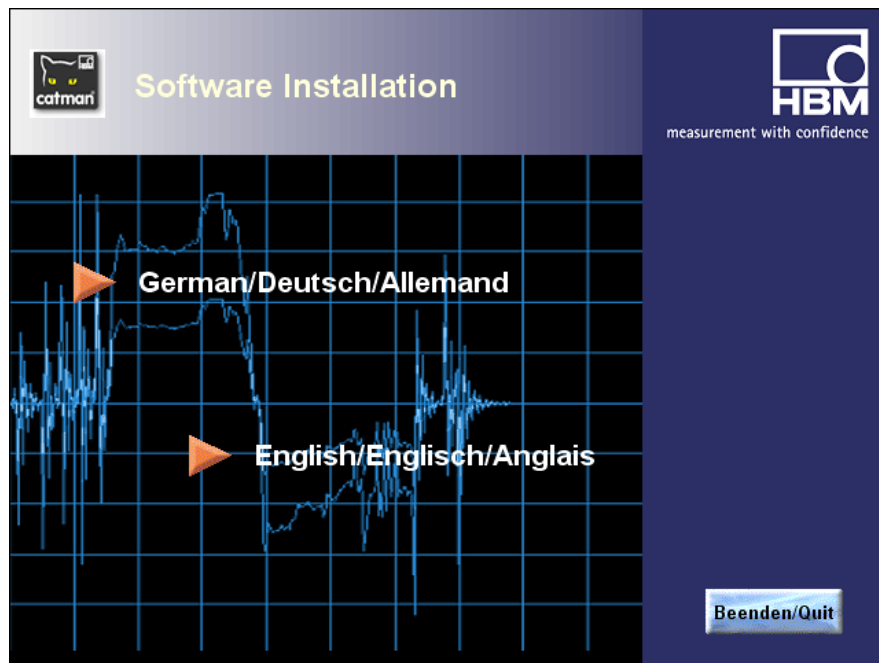 catman
Software Installation
HBM
measurement with confidence
German/Deutsch/Allemand
English/Englisch/Anglais
Beenden/Quit